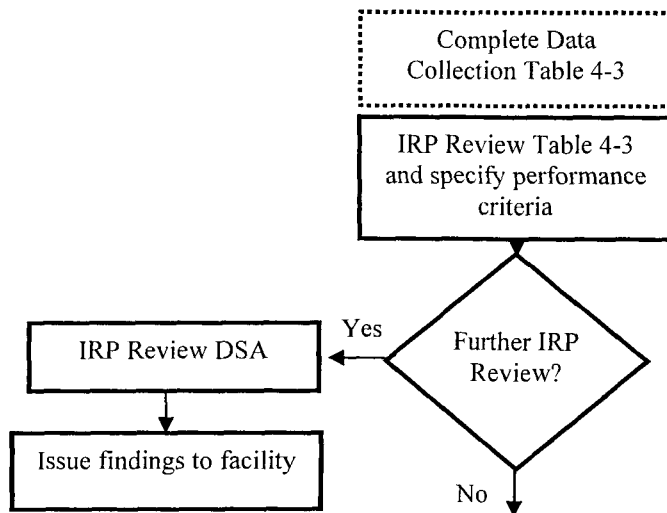 Complete Data
Collection Table 4-3
IRP Review Table 4-3
and specify performance
criteria
Further IRP
Review?
Yes
IRP Review DSA
Issue findings to facility
No